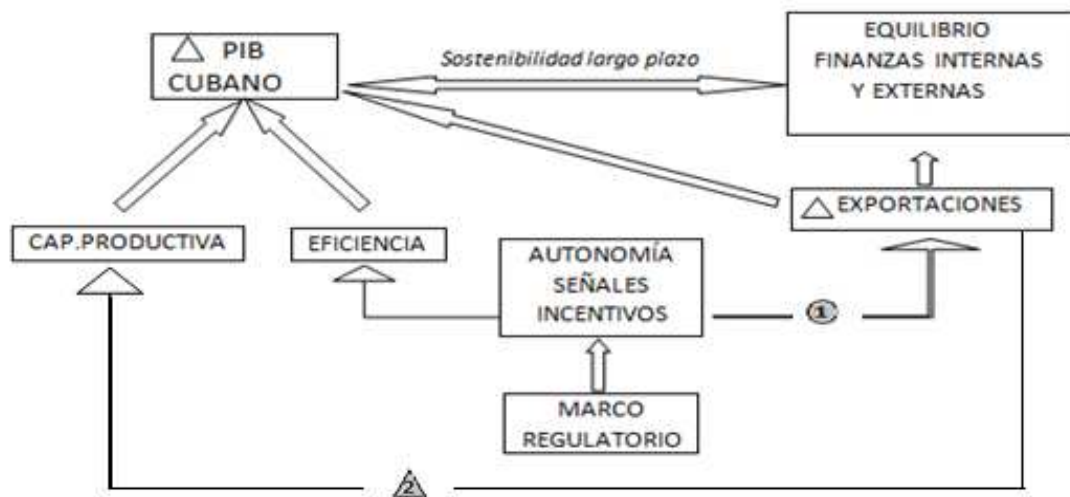 PIB
CUBANO
Sostenibilidad largo plazo
EQUILIBRIO
FINANZAS INTERNAS
Y EXTERNAS
EXPORTACIONES
CAP.PRODUCTIVA
EFICIENCIA
AUTONOMÍA
SEÑALES
INCENTIVOS
1
MARCO
REGULATORIO
2